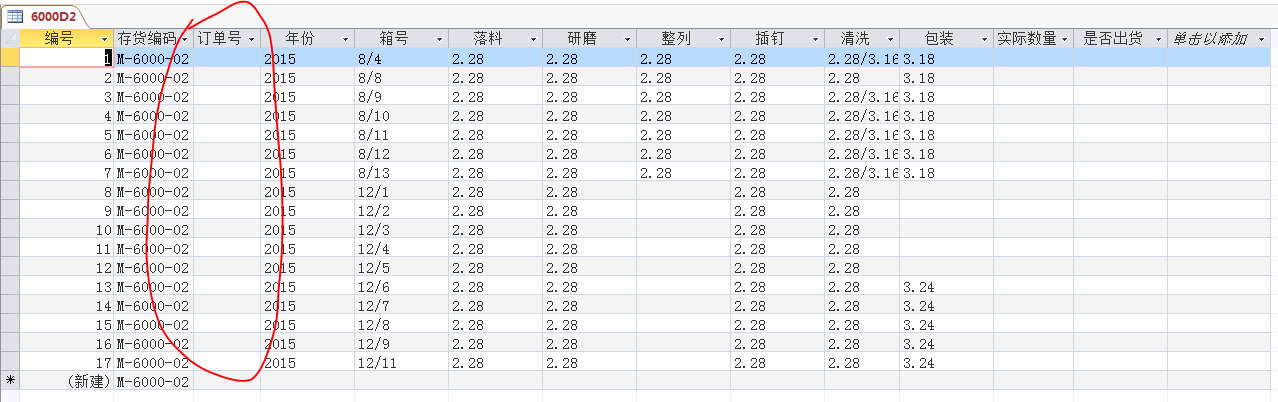 6000D2
编号 存货编码 订单号 年份 箱号 落料 研磨 整列 插钉 清洗 包装 实际数量 是否出货 单击以添加
1 M-6000-02 2015 8/4 2.28 2.28 2.28 2.28 2.28/3.16 3.18
2 M-6000-02 2015 8/8 2.28 2.28 2.28 2.28 2.28 3.18
3 M-6000-02 2015 8/9 2.28 2.28 2.28 2.28 2.28/3.16 3.18
4 M-6000-02 2015 8/10 2.28 2.28 2.28 2.28 2.28/3.16 3.18
5 M-6000-02 2015 8/11 2.28 2.28 2.28 2.28 2.28/3.16 3.18
6 M-6000-02 2015 8/12 2.28 2.28 2.28 2.28 2.28/3.16 3.18
7 M-6000-02 2015 8/13 2.28 2.28 2.28 2.28 2.28/3.16 3.18
8 M-6000-02 2015 12/1 2.28 2.28 2.28 2.28
9 M-6000-02 2015 12/2 2.28 2.28 2.28 2.28
10 M-6000-02 2015 12/3 2.28 2.28 2.28 2.28
11 M-6000-02 2015 12/4 2.28 2.28 2.28 2.28
12 M-6000-02 2015 12/5 2.28 2.28 2.28 2.28
13 M-6000-02 2015 12/6 2.28 2.28 2.28 2.28 3.24
14 M-6000-02 2015 12/7 2.28 2.28 2.28 2.28 3.24
15 M-6000-02 2015 12/8 2.28 2.28 2.28 2.28 3.24
16 M-6000-02 2015 12/9 2.28 2.28 2.28 2.28 3.24
17 M-6000-02 2015 12/11 2.28 2.28 2.28 2.28 3.24
(新建) M-6000-02